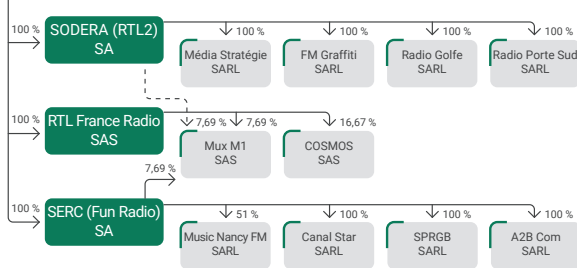 100 %
SODERA (RTL2)
SA
100 %
100 %
100 %
100 %
Média Stratégie
SARL
FM Graffiti
SARL
Radio Golfe
SARL
Radio Porte Sud
SARL
100 %
RTL France Radio
SAS
7,69 %
7,69 %
16,67 %
Mux M1
SAS
COSMOS
SAS
7,69 %
100 %
SERC (Fun Radio)
SA
51 %
100 %
100 %
100 %
Music Nancy FM
SARL
Canal Star
SARL
SPRGB
SARL
A2B Com
SARL